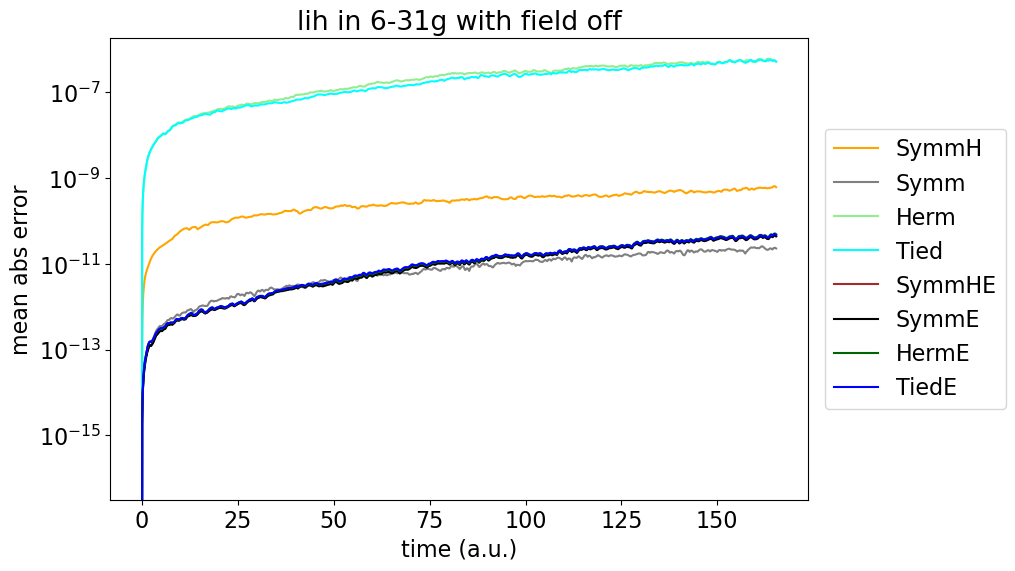 lih in 6-31g with field off
mean abs error
10⁻⁷
10⁻⁹
10⁻¹¹
10⁻¹³
10⁻¹⁵
0 25 50 75 100 125 150
time (a.u.)
SymmH
Symm
Herm
Tied
SymmHE
SymmE
HermE
TiedE